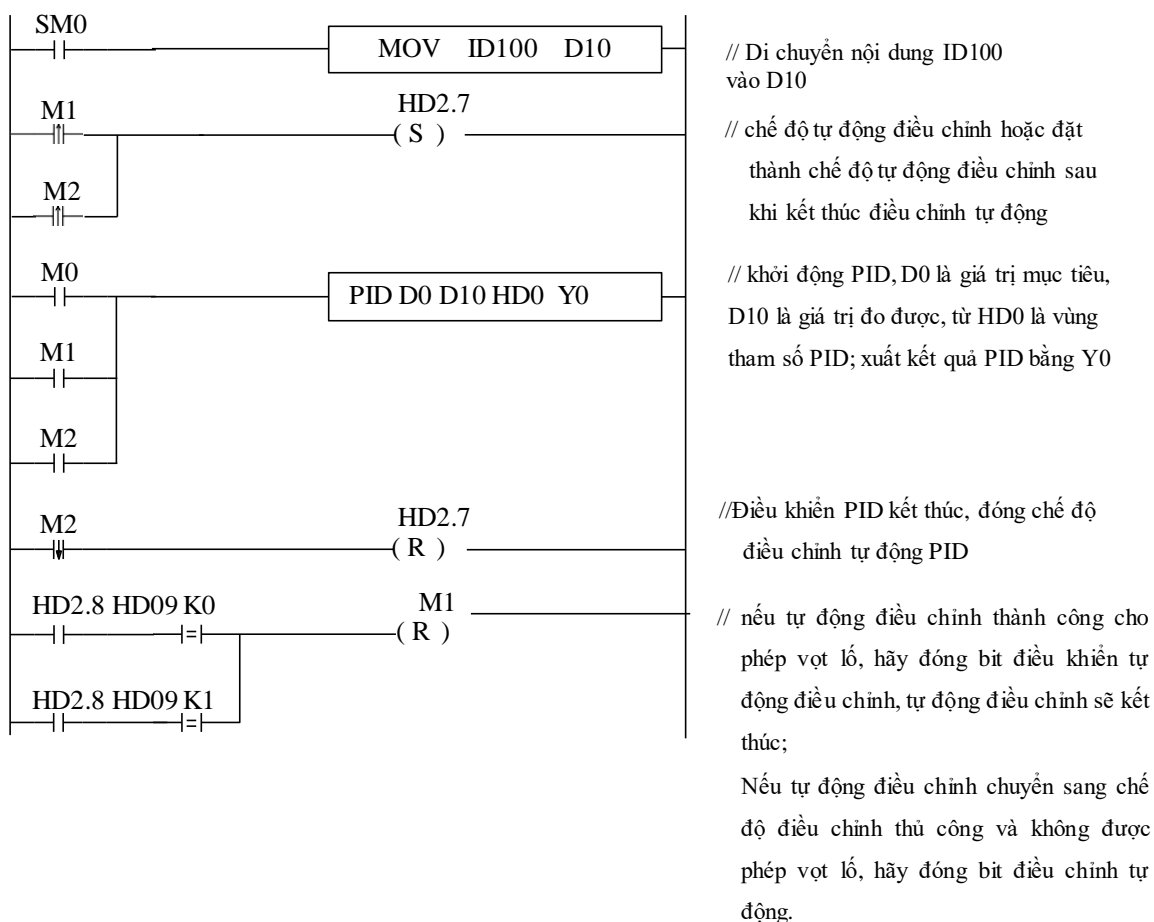 SM0
MOV ID100 D10
// Di chuyển nội dung ID100
vào D10
M1
HD2.7
( S )
// chế độ tự động điều chỉnh hoặc đặt
thành chế độ tự động điều chỉnh sau
khi kết thúc điều chỉnh tự động
M2
M0
PID D0 D10 HD0 Y0
// khởi động PID, D0 là giá trị mục tiêu,
D10 là giá trị đo được, từ HD0 là vùng
tham số PID; xuất kết quả PID bằng Y0
M1
M2
M2
HD2.7
( R )
//Điều khiển PID kết thúc, đóng chế độ
điều chỉnh tự động PID
HD2.8 HD09 K0
=
M1
( R )
// nếu tự động điều chỉnh thành công cho
phép vọt lố, hãy đóng bit điều khiển tự
động điều chỉnh, tự động điều chỉnh sẽ kết
thúc;
HD2.8 HD09 K1
=
Nếu tự động điều chỉnh chuyển sang chế
độ điều chỉnh thủ công và không được
phép vọt lố, hãy đóng bit điều chỉnh tự
động.